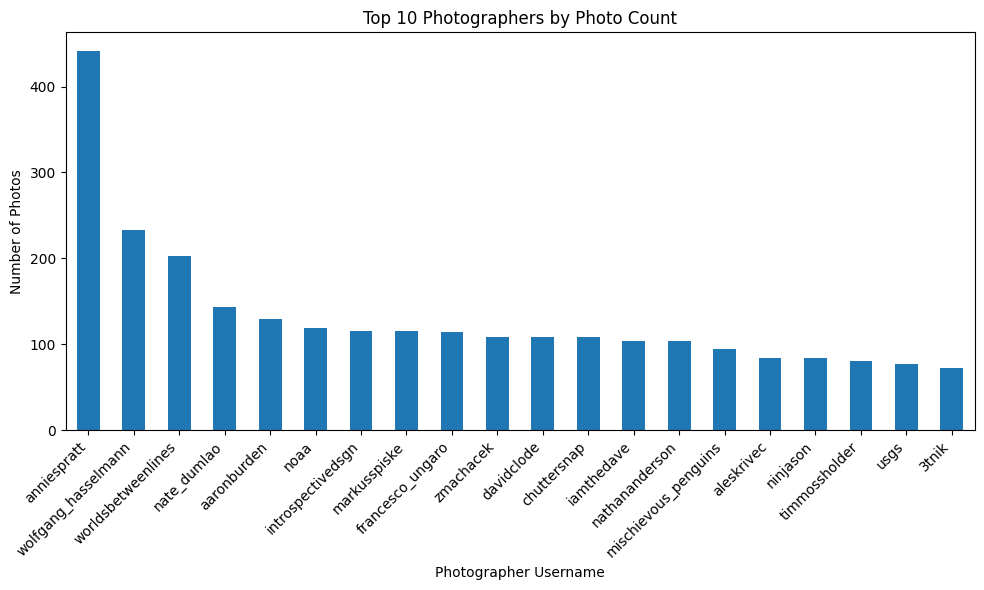 Top 10 Photographers by Photo Count
Number of Photos
400
300
200
100
0
anniespratt
wolfgang_hasselmann
worldsbetweenlines
nate_dumlao
aaronburden
noaa
introspectivedsgn
markusspiske
francesco_ungaro
zmachacek
davidclode
chuttersnap
iamthedave
nathananderson
mischievous_penguins
aleskrivec
ninjason
timmossholder
usgs
3tnik
Photographer Username